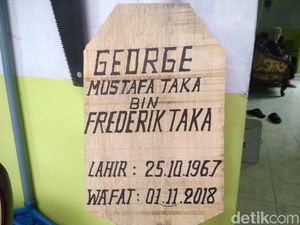 GEORGE
MUSTAFA TAKA
BIN
FREDERIK TAKA
LAHIR : 25.10.1967
WAFAT : 01.11.2018
detikcom